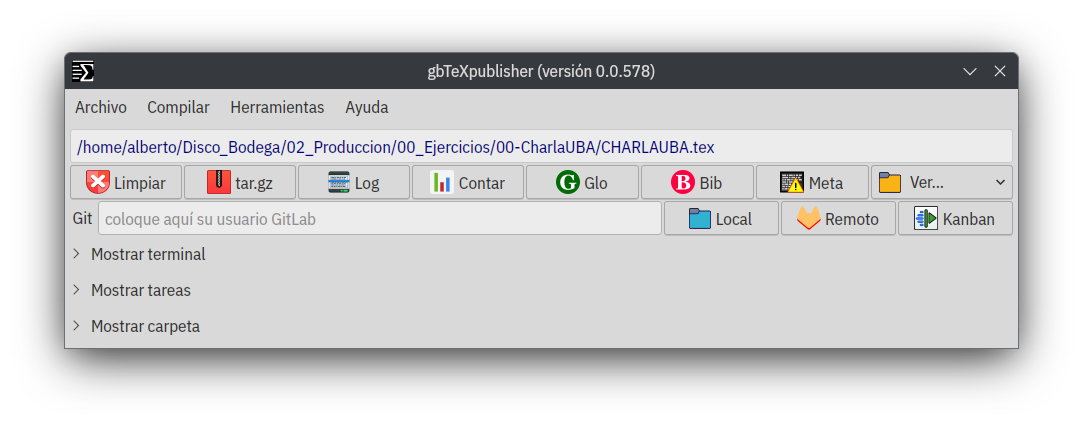 gbTeXpublisher (versión 0.0.578)
Archivo Compilar Herramientas Ayuda
/home/alberto/Disco_Bodega/02_Produccion/00_Ejercicios/00-CharlaUBA/CHARLAUBA.tex
Limpiar tar.gz Log Contar G Glo B Bib Meta Ver...
Git coloque aquí su usuario GitLab Local Remoto Kanban
Mostrar terminal
Mostrar tareas
Mostrar carpeta